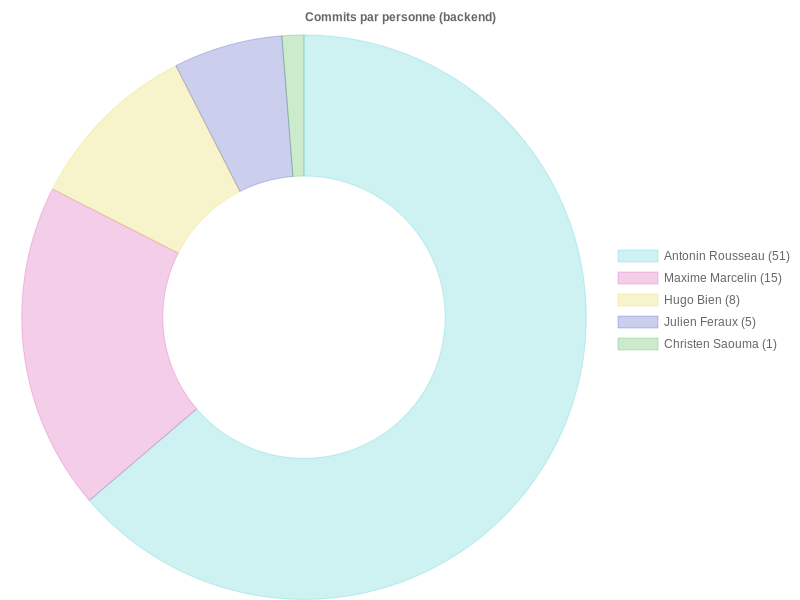 Commits par personne (backend)
Antonin Rousseau (51)
Maxime Marcelin (15)
Hugo Bien (8)
Julien Feraux (5)
Christen Saouma (1)